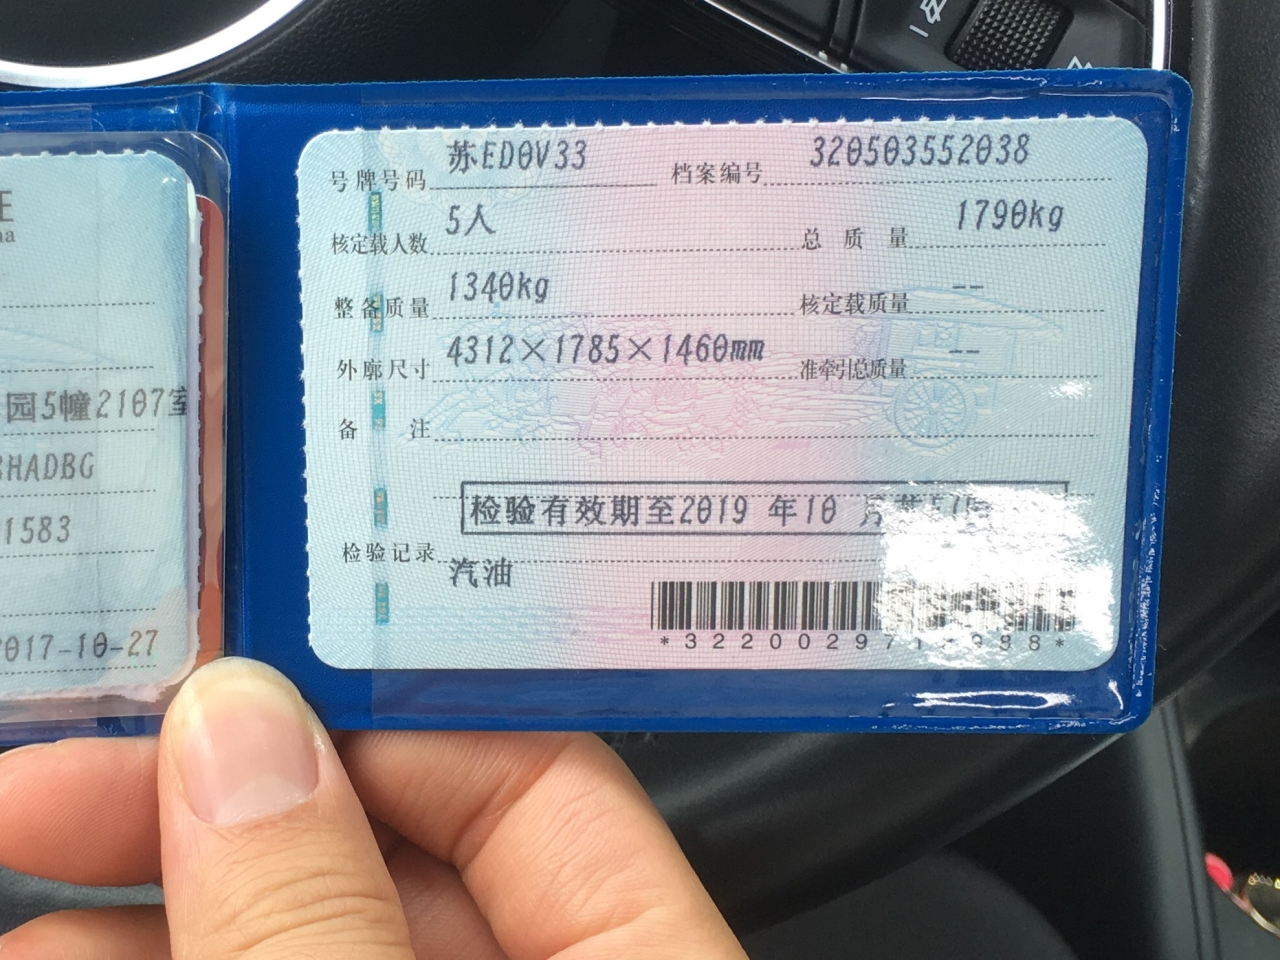 号牌号码 苏ED0V33 档案编号 320503552038
核定载人数 5人 总质量 1790kg
整备质量 1340kg 核定载质量 --
外廓尺寸 4312×1785×1460mm 准牵引总质量 --
备注
检验有效期至2019 年10 月
检验记录
汽油
园5幢2107室
HADBG
1583
017-10-27